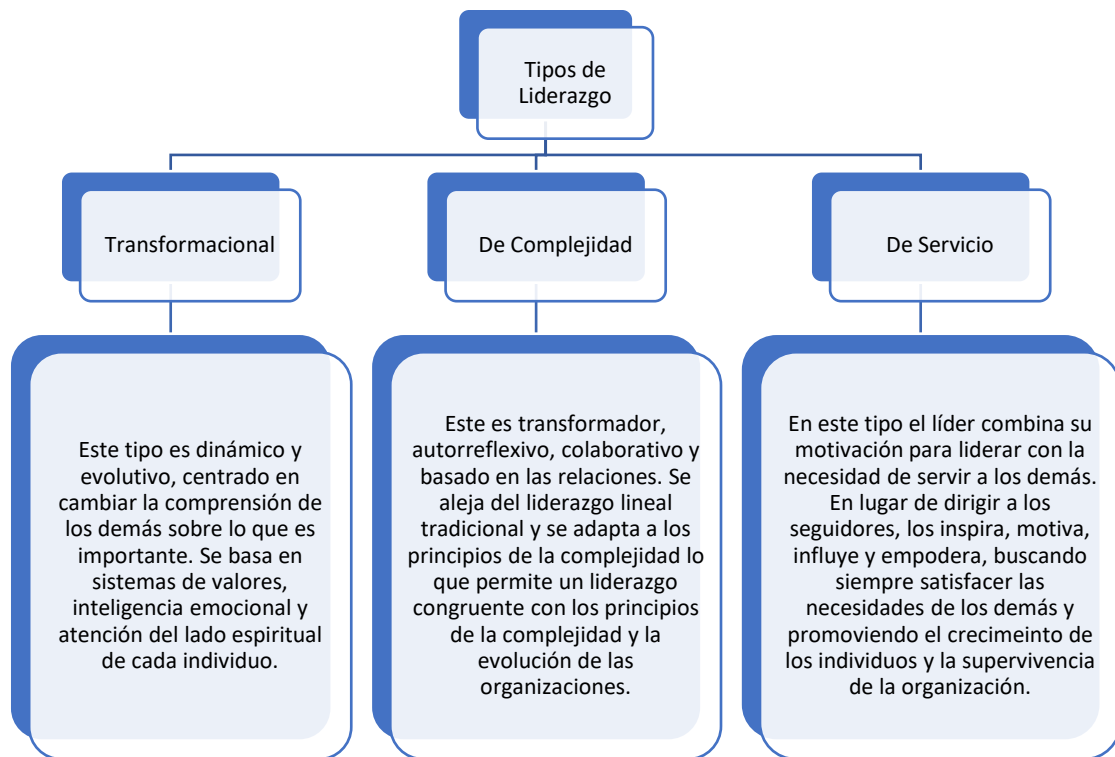 Tipos de
Liderazgo
Transformacional
De Complejidad
De Servicio
Este tipo es dinámico y
evolutivo, centrado en
cambiar la comprensión de
los demás sobre lo que es
importante. Se basa en
sistemas de valores,
inteligencia emocional y
atención del lado espiritual
de cada individuo.
Este es transformador,
autorreflexivo, colaborativo y
basado en las relaciones. Se
aleja del liderazgo lineal
tradicional y se adapta a los
principios de la complejidad lo
que permite un liderazgo
congruente con los principios
de la complejidad y la
evolución de las
organizaciones.
En este tipo el líder combina su
motivación para liderar con la
necesidad de servir a los demás.
En lugar de dirigir a los
seguidores, los inspira, motiva,
influye y empodera, buscando
siempre satisfacer las
necesidades de los demás y
promoviendo el crecimeinto de
los individuos y la supervivencia
de la organización.